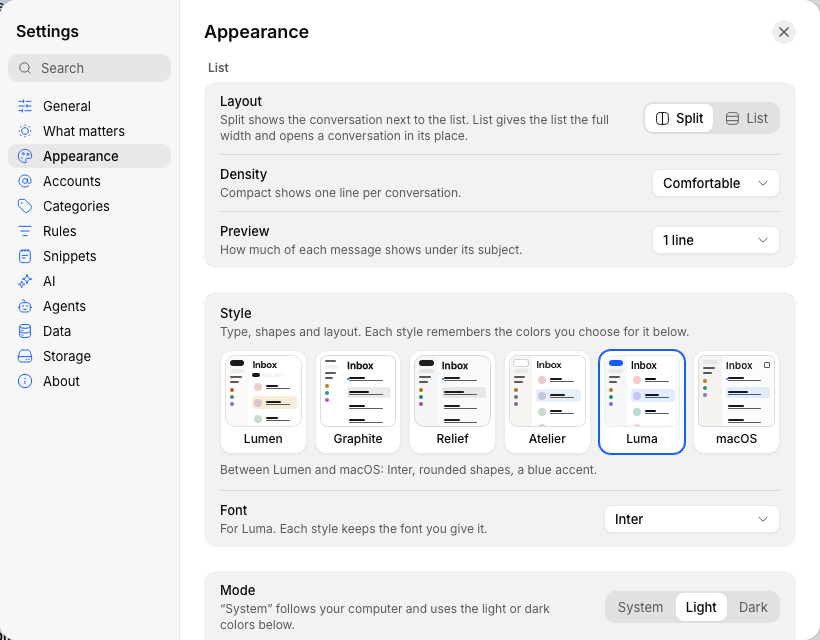 Settings
Search
General
What matters
Appearance
Accounts
Categories
Rules
Snippets
AI
Agents
Data
Storage
About
Appearance
List
Layout
Split shows the conversation next to the list. List gives the list the full
width and opens a conversation in its place.
Split
List
Density
Compact shows one line per conversation.
Comfortable
Preview
How much of each message shows under its subject.
1 line
Style
Type, shapes and layout. Each style remembers the colors you choose for it below.
Inbox
Inbox
Inbox
Inbox
Inbox
Inbox
Lumen
Graphite
Relief
Atelier
Luma
macOS
Between Lumen and macOS: Inter, rounded shapes, a blue accent.
Font
For Luma. Each style keeps the font you give it.
Inter
Mode
“System” follows your computer and uses the light or dark
colors below.
System
Light
Dark